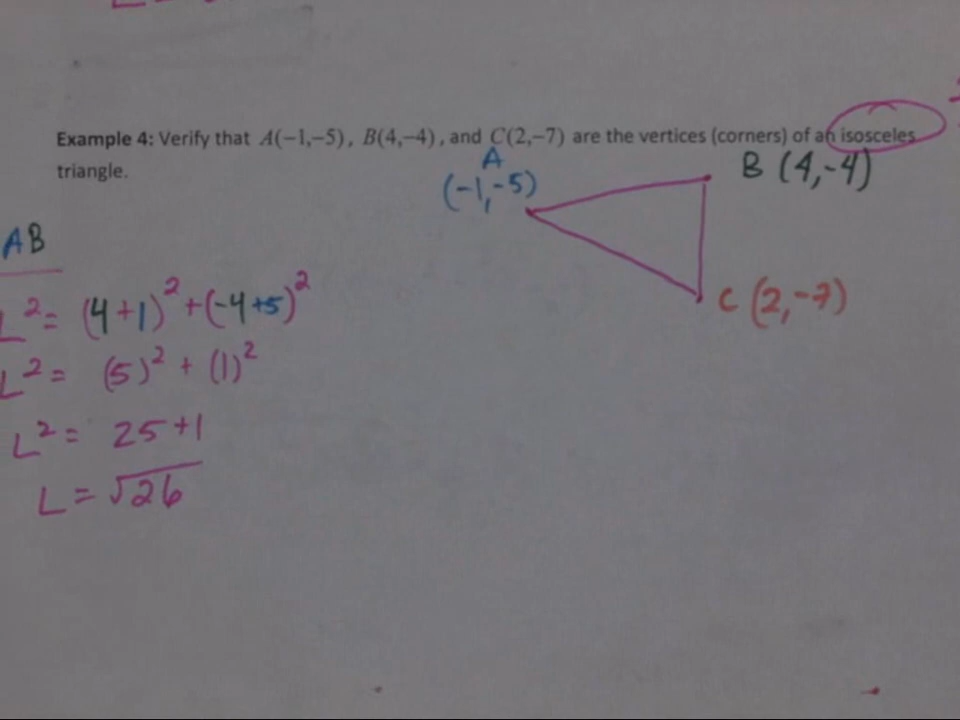 Example 4: Verify that A(−1,−5), B(4,−4), and C(2,−7) are the vertices (corners) of an isosceles
triangle.
A
(-1,-5)
B (4,-4)
C (2,-7)
AB
L²= (4+1)²+(-4+5)²
L²= (5)² + (1)²
L²= 25+1
L=√26